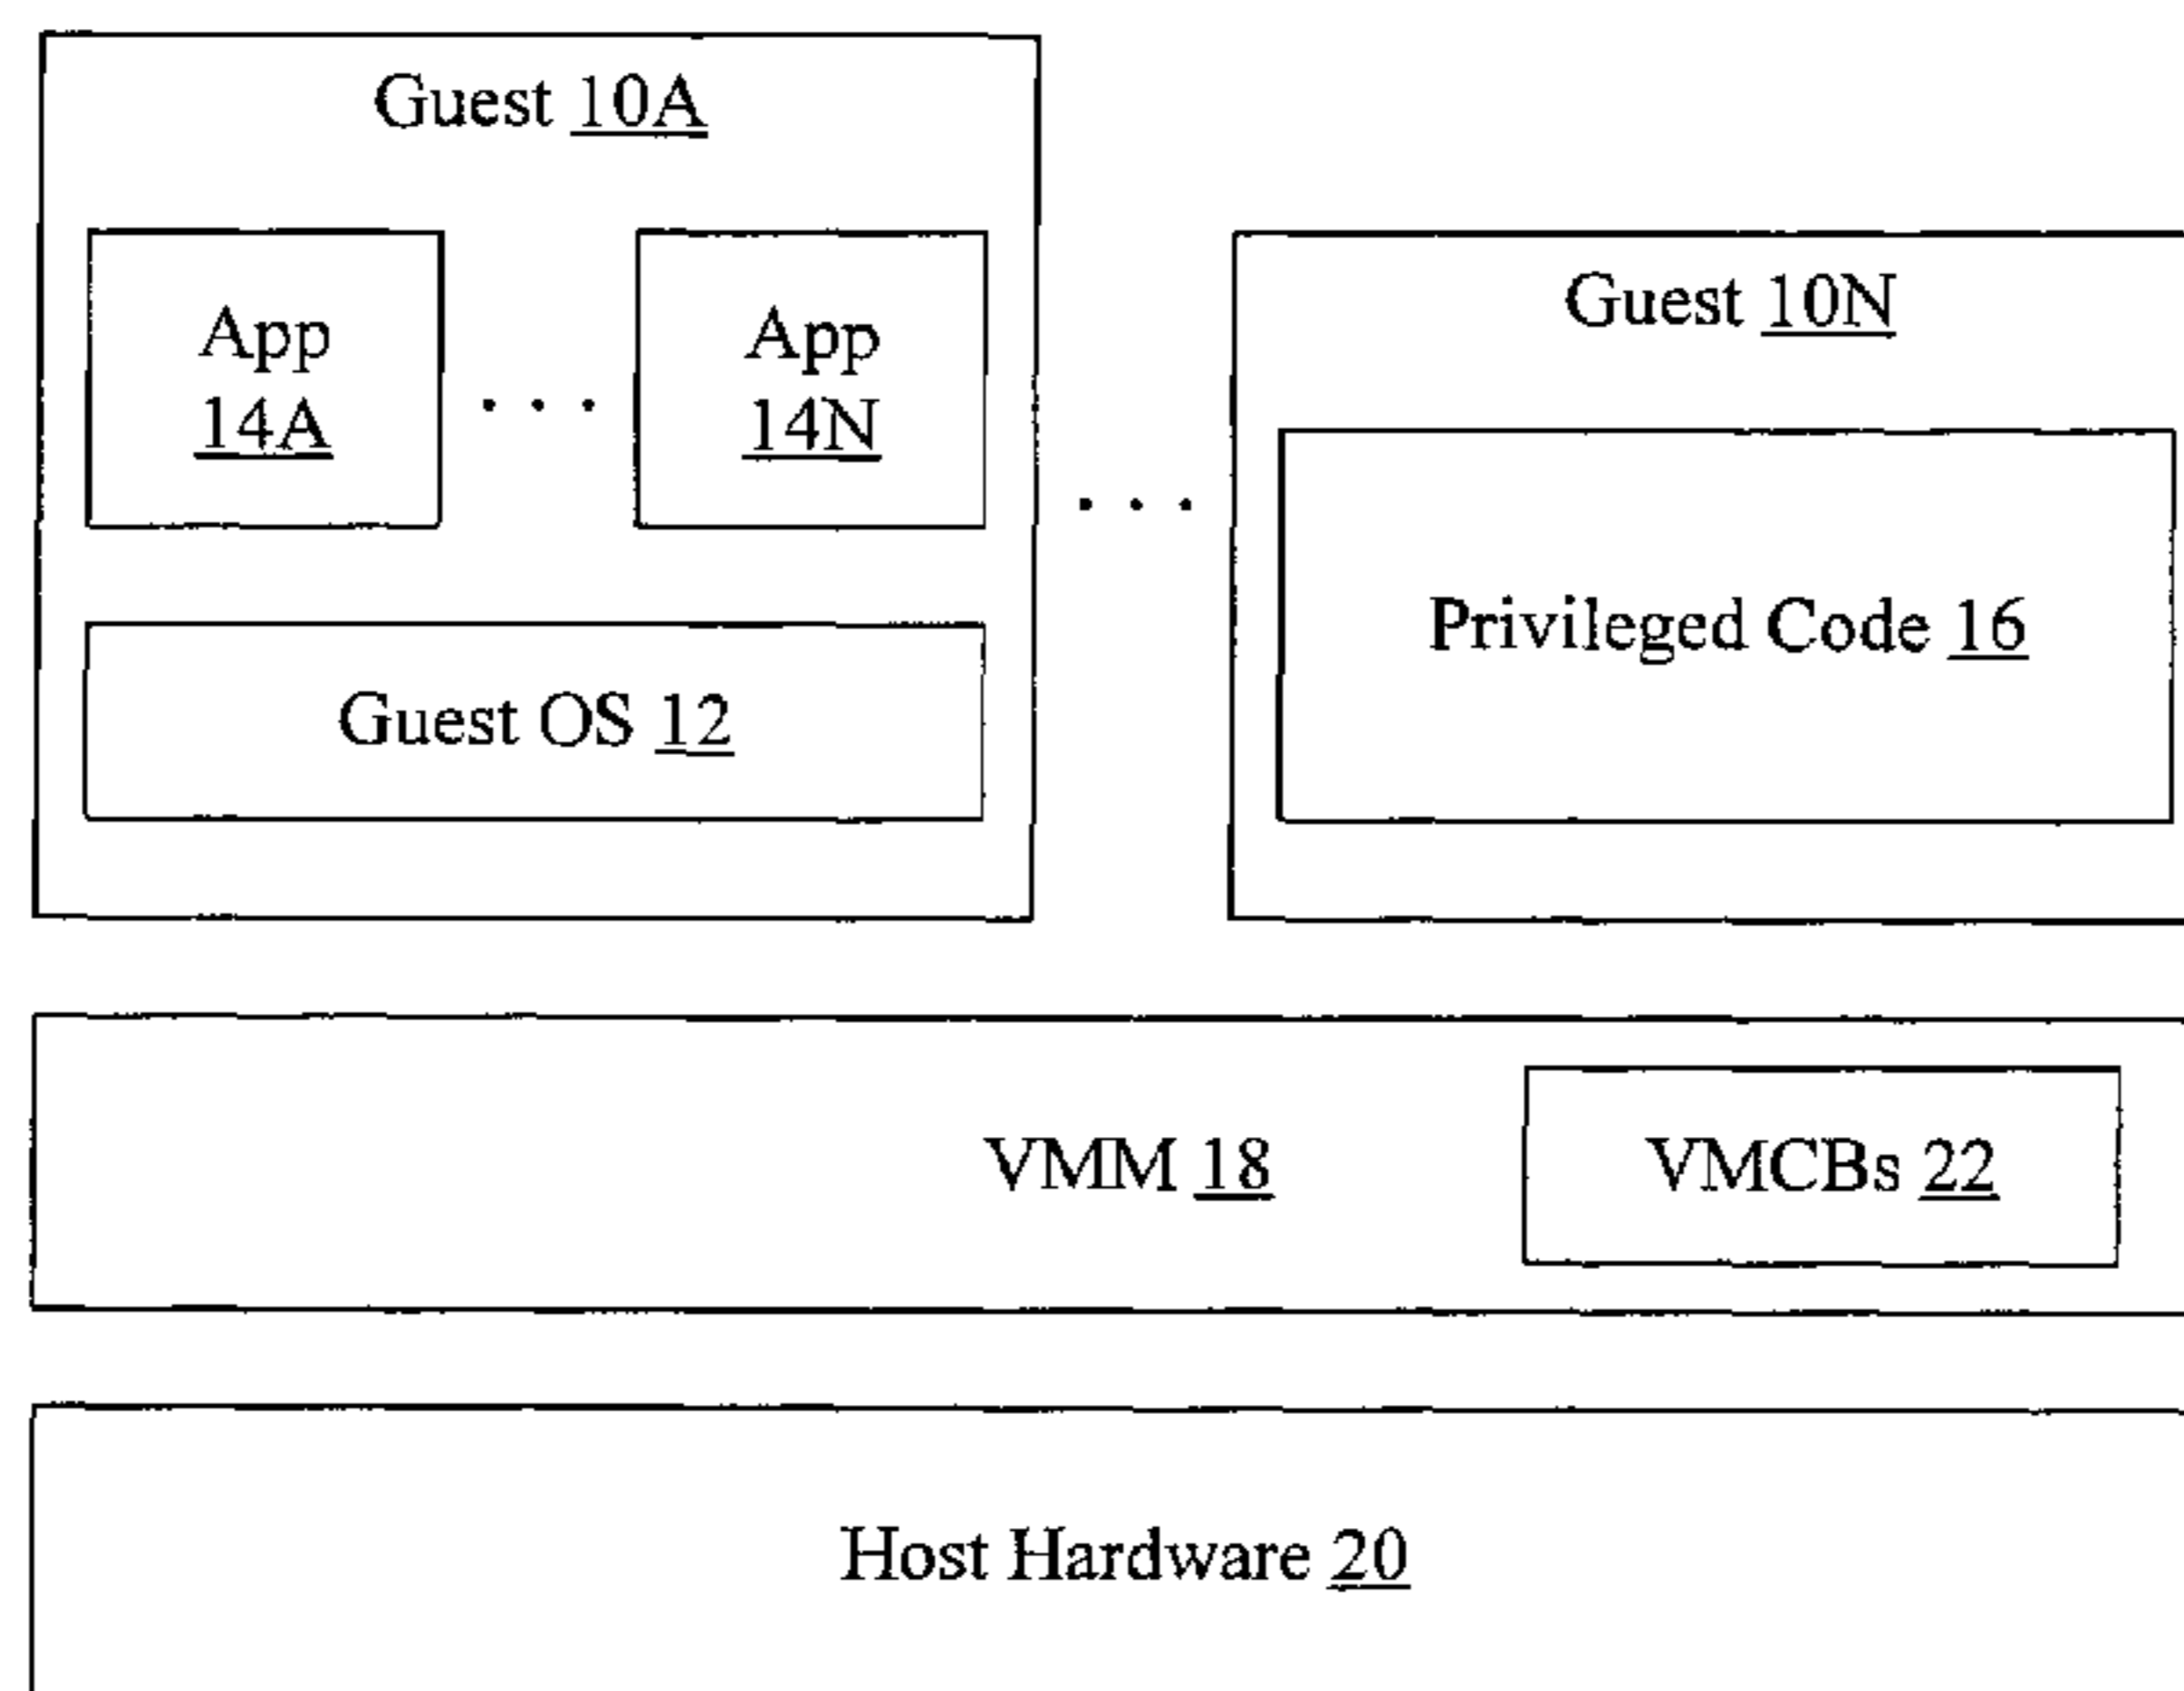 Guest 10A
App
14A
App
14N
Guest OS 12
Guest 10N
Privileged Code 16
VMM 18
VMCBs 22
Host Hardware 20